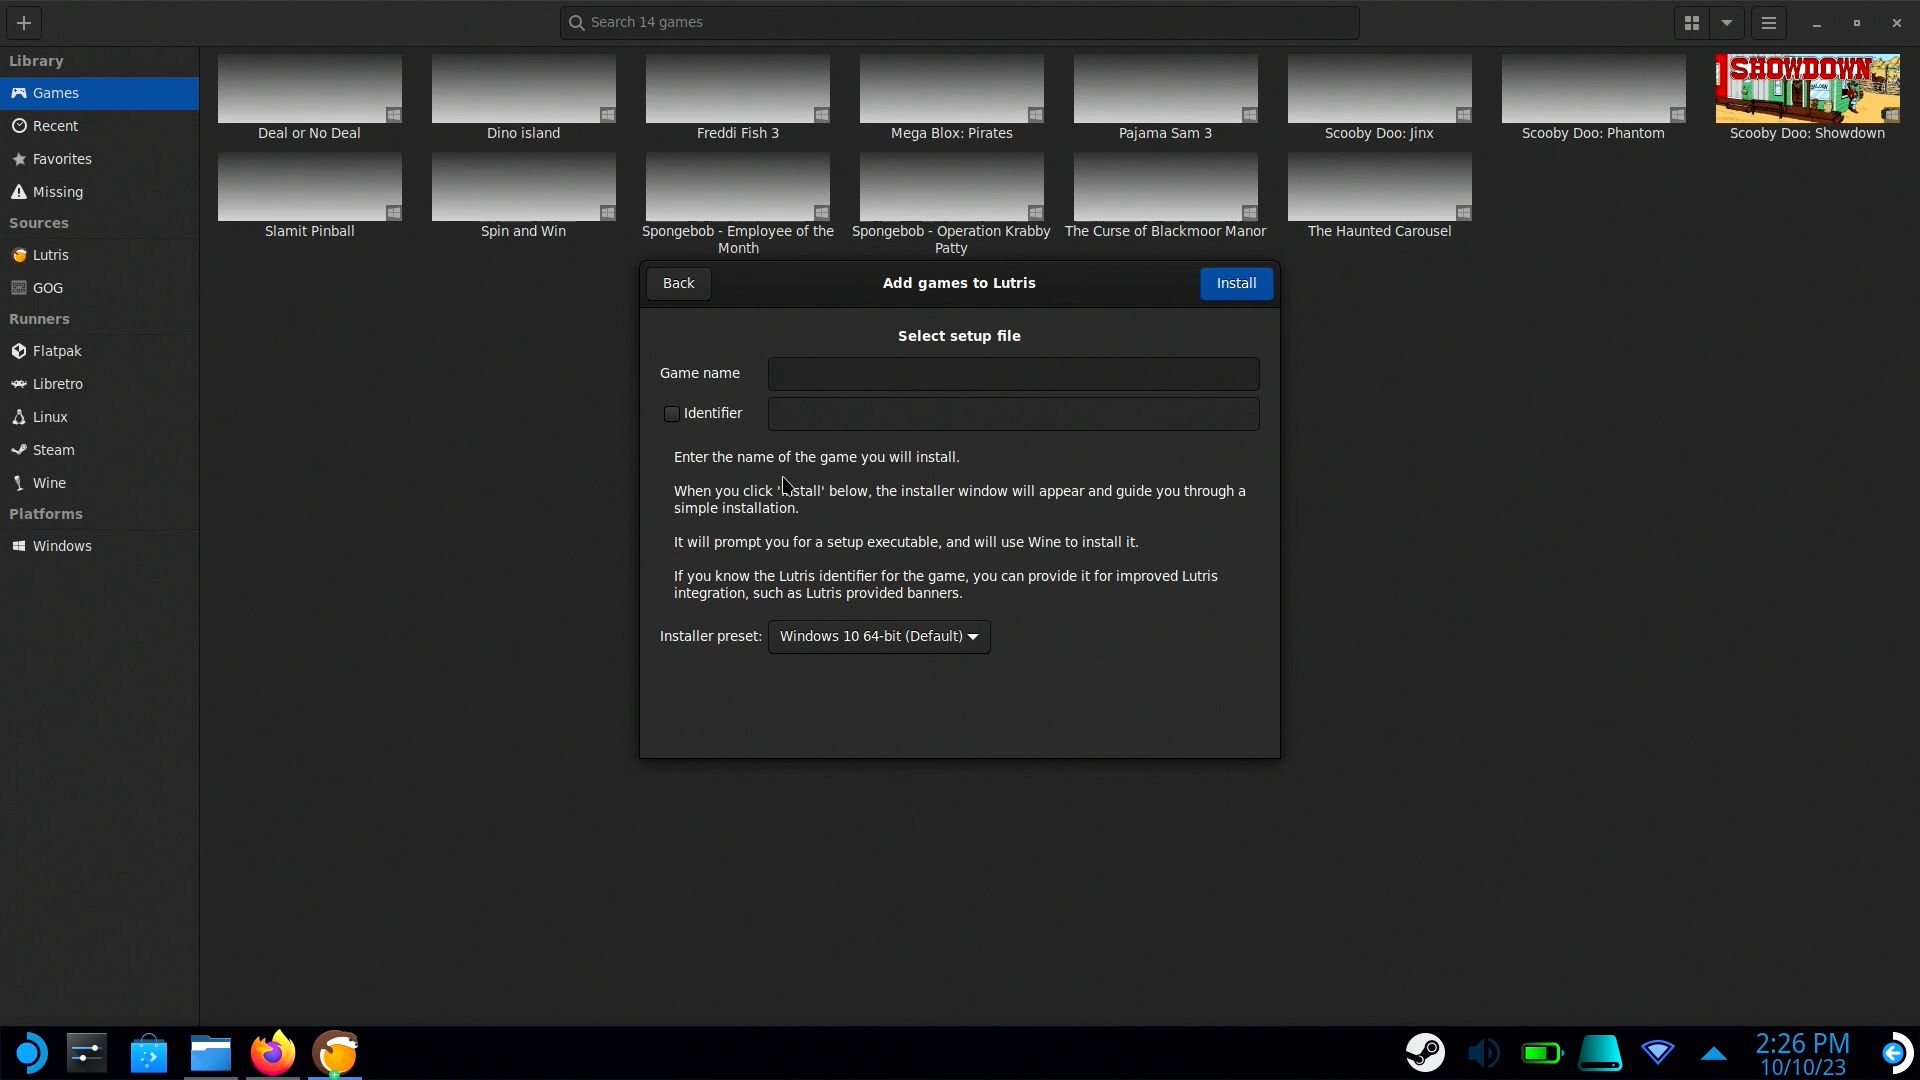 Search 14 games
Library
Games
Recent
Favorites
Missing
Sources
Lutris
GOG
Runners
Flatpak
Libretro
Linux
Steam
Wine
Platforms
Windows
SHOWDOWN
Deal or No Deal
Dino island
Freddi Fish 3
Mega Blox: Pirates
Pajama Sam 3
Scooby Doo: Jinx
Scooby Doo: Phantom
Scooby Doo: Showdown
Slamit Pinball
Spin and Win
Spongebob - Employee of the
Month
Spongebob - Operation Krabby
Patty
The Curse of Blackmoor Manor
The Haunted Carousel
Back
Add games to Lutris
Install
Select setup file
Game name
Identifier
Enter the name of the game you will install.
When you click 'Install' below, the installer window will appear and guide you through a
simple installation.
It will prompt you for a setup executable, and will use Wine to install it.
If you know the Lutris identifier for the game, you can provide it for improved Lutris
integration, such as Lutris provided banners.
Installer preset: Windows 10 64-bit (Default)
2:26 PM
10/10/23